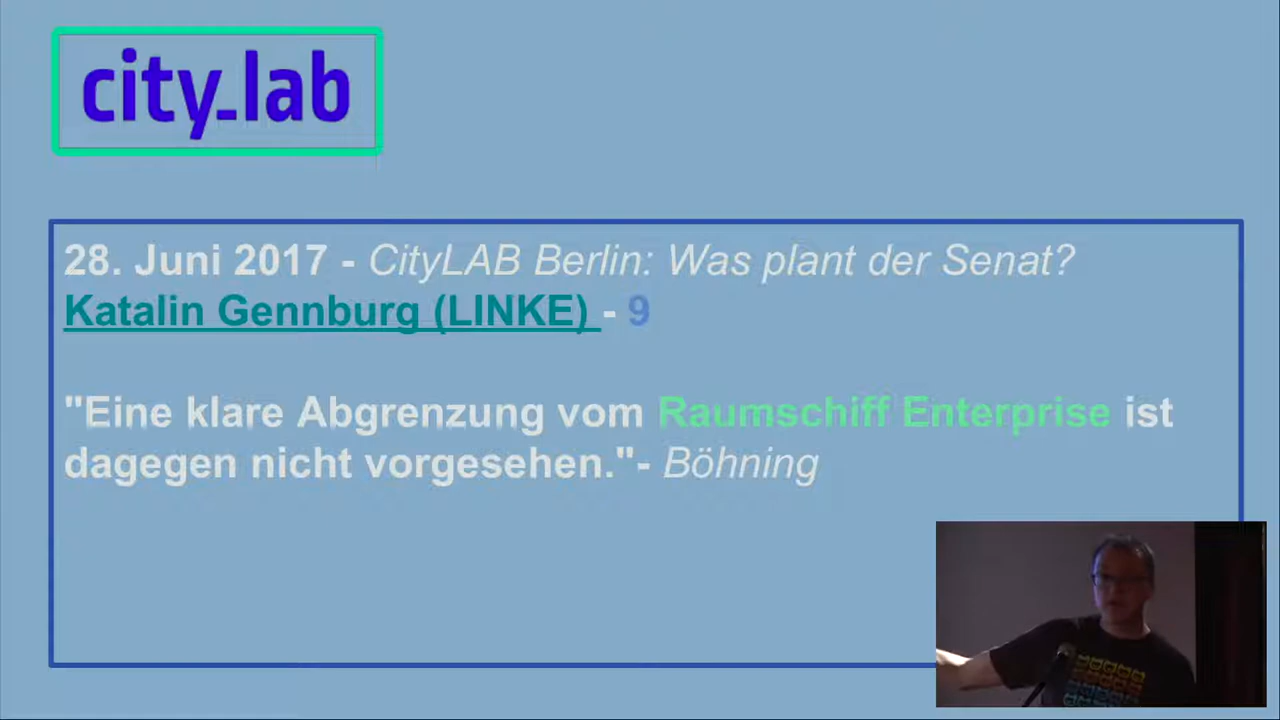 city_lab
28. Juni 2017 - CityLAB Berlin: Was plant der Senat?
Katalin Gennburg (LINKE) - 9
"Eine klare Abgrenzung vom Raumschiff Enterprise ist
dagegen nicht vorgesehen."- Böhning